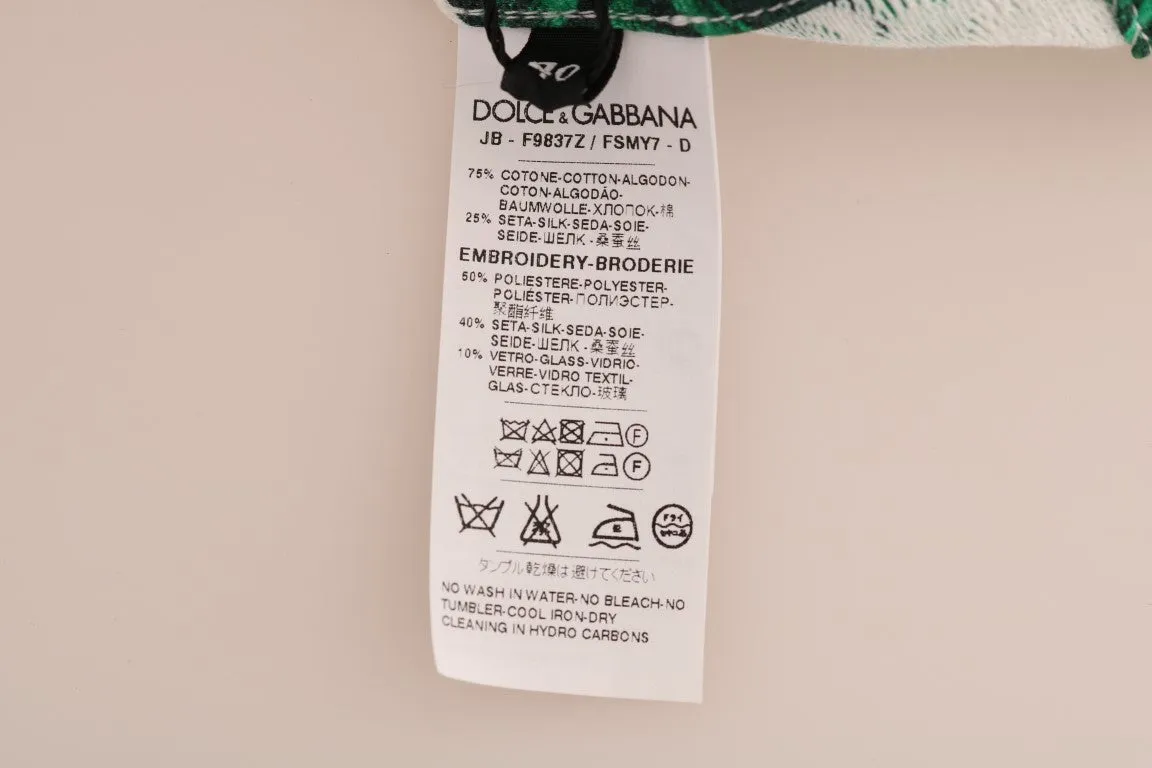 40
DOLCE & GABBANA
JB - F9837Z / FSMY7 - D
75% COTONE-COTTON-ALGODON-
COTON-ALGODÃO-
BAUMWOLLE-ХЛОПОК-棉
25% SETA-SILK-SEDA-SOIE-
SEIDE-ШЕЛК -桑蚕丝
EMBROIDERY-BRODERIE
50% POLIESTERE-POLYESTER-
POLIÉSTER-ПОЛИЭСТЕР-
聚酯纤维
40% SETA-SILK-SEDA-SOIE-
SEIDE-ШЕЛК -桑蚕丝
10% VETRO-GLASS-VIDRIO-
VERRE-VIDRO TEXTIL-
GLAS-СТЕКЛО-玻璃
F
F
ドライ
タンブル乾燥は避けてください
NO WASH IN WATER-NO BLEACH-NO
TUMBLER-COOL IRON-DRY
CLEANING IN HYDRO CARBONS